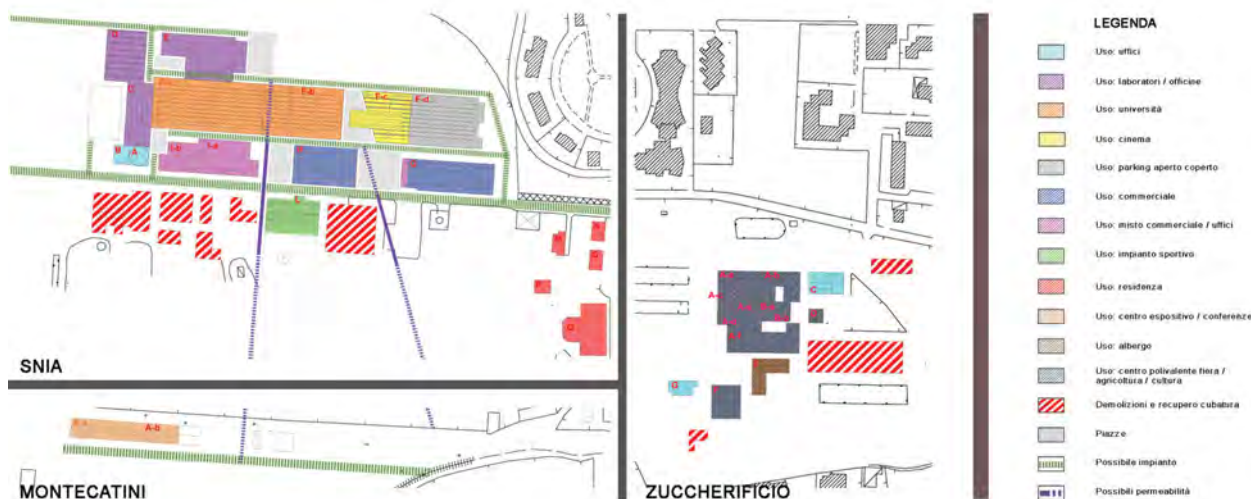 LEGENDA
Uso: uffici
Uso: laboratori / officine
Uso: università
Uso: cinema
Uso: parking aperto coperto
Uso: commerciale
Uso: misto commerciale / uffici
Uso: impianto sportivo
Uso: residenza
Uso: centro espositivo / conferenze
Uso: albergo
Uso: centro polivalente fiera /
agricoltura / cultura
Demolizioni e recupero cubatura
Piazze
Possibile impianto
Possibili permeabilità
E
F-b
F-c
F-d
I-b
I-a
B
A
L
SNIA
A-b
MONTECATINI
C
G
ZUCCHERIFICIO